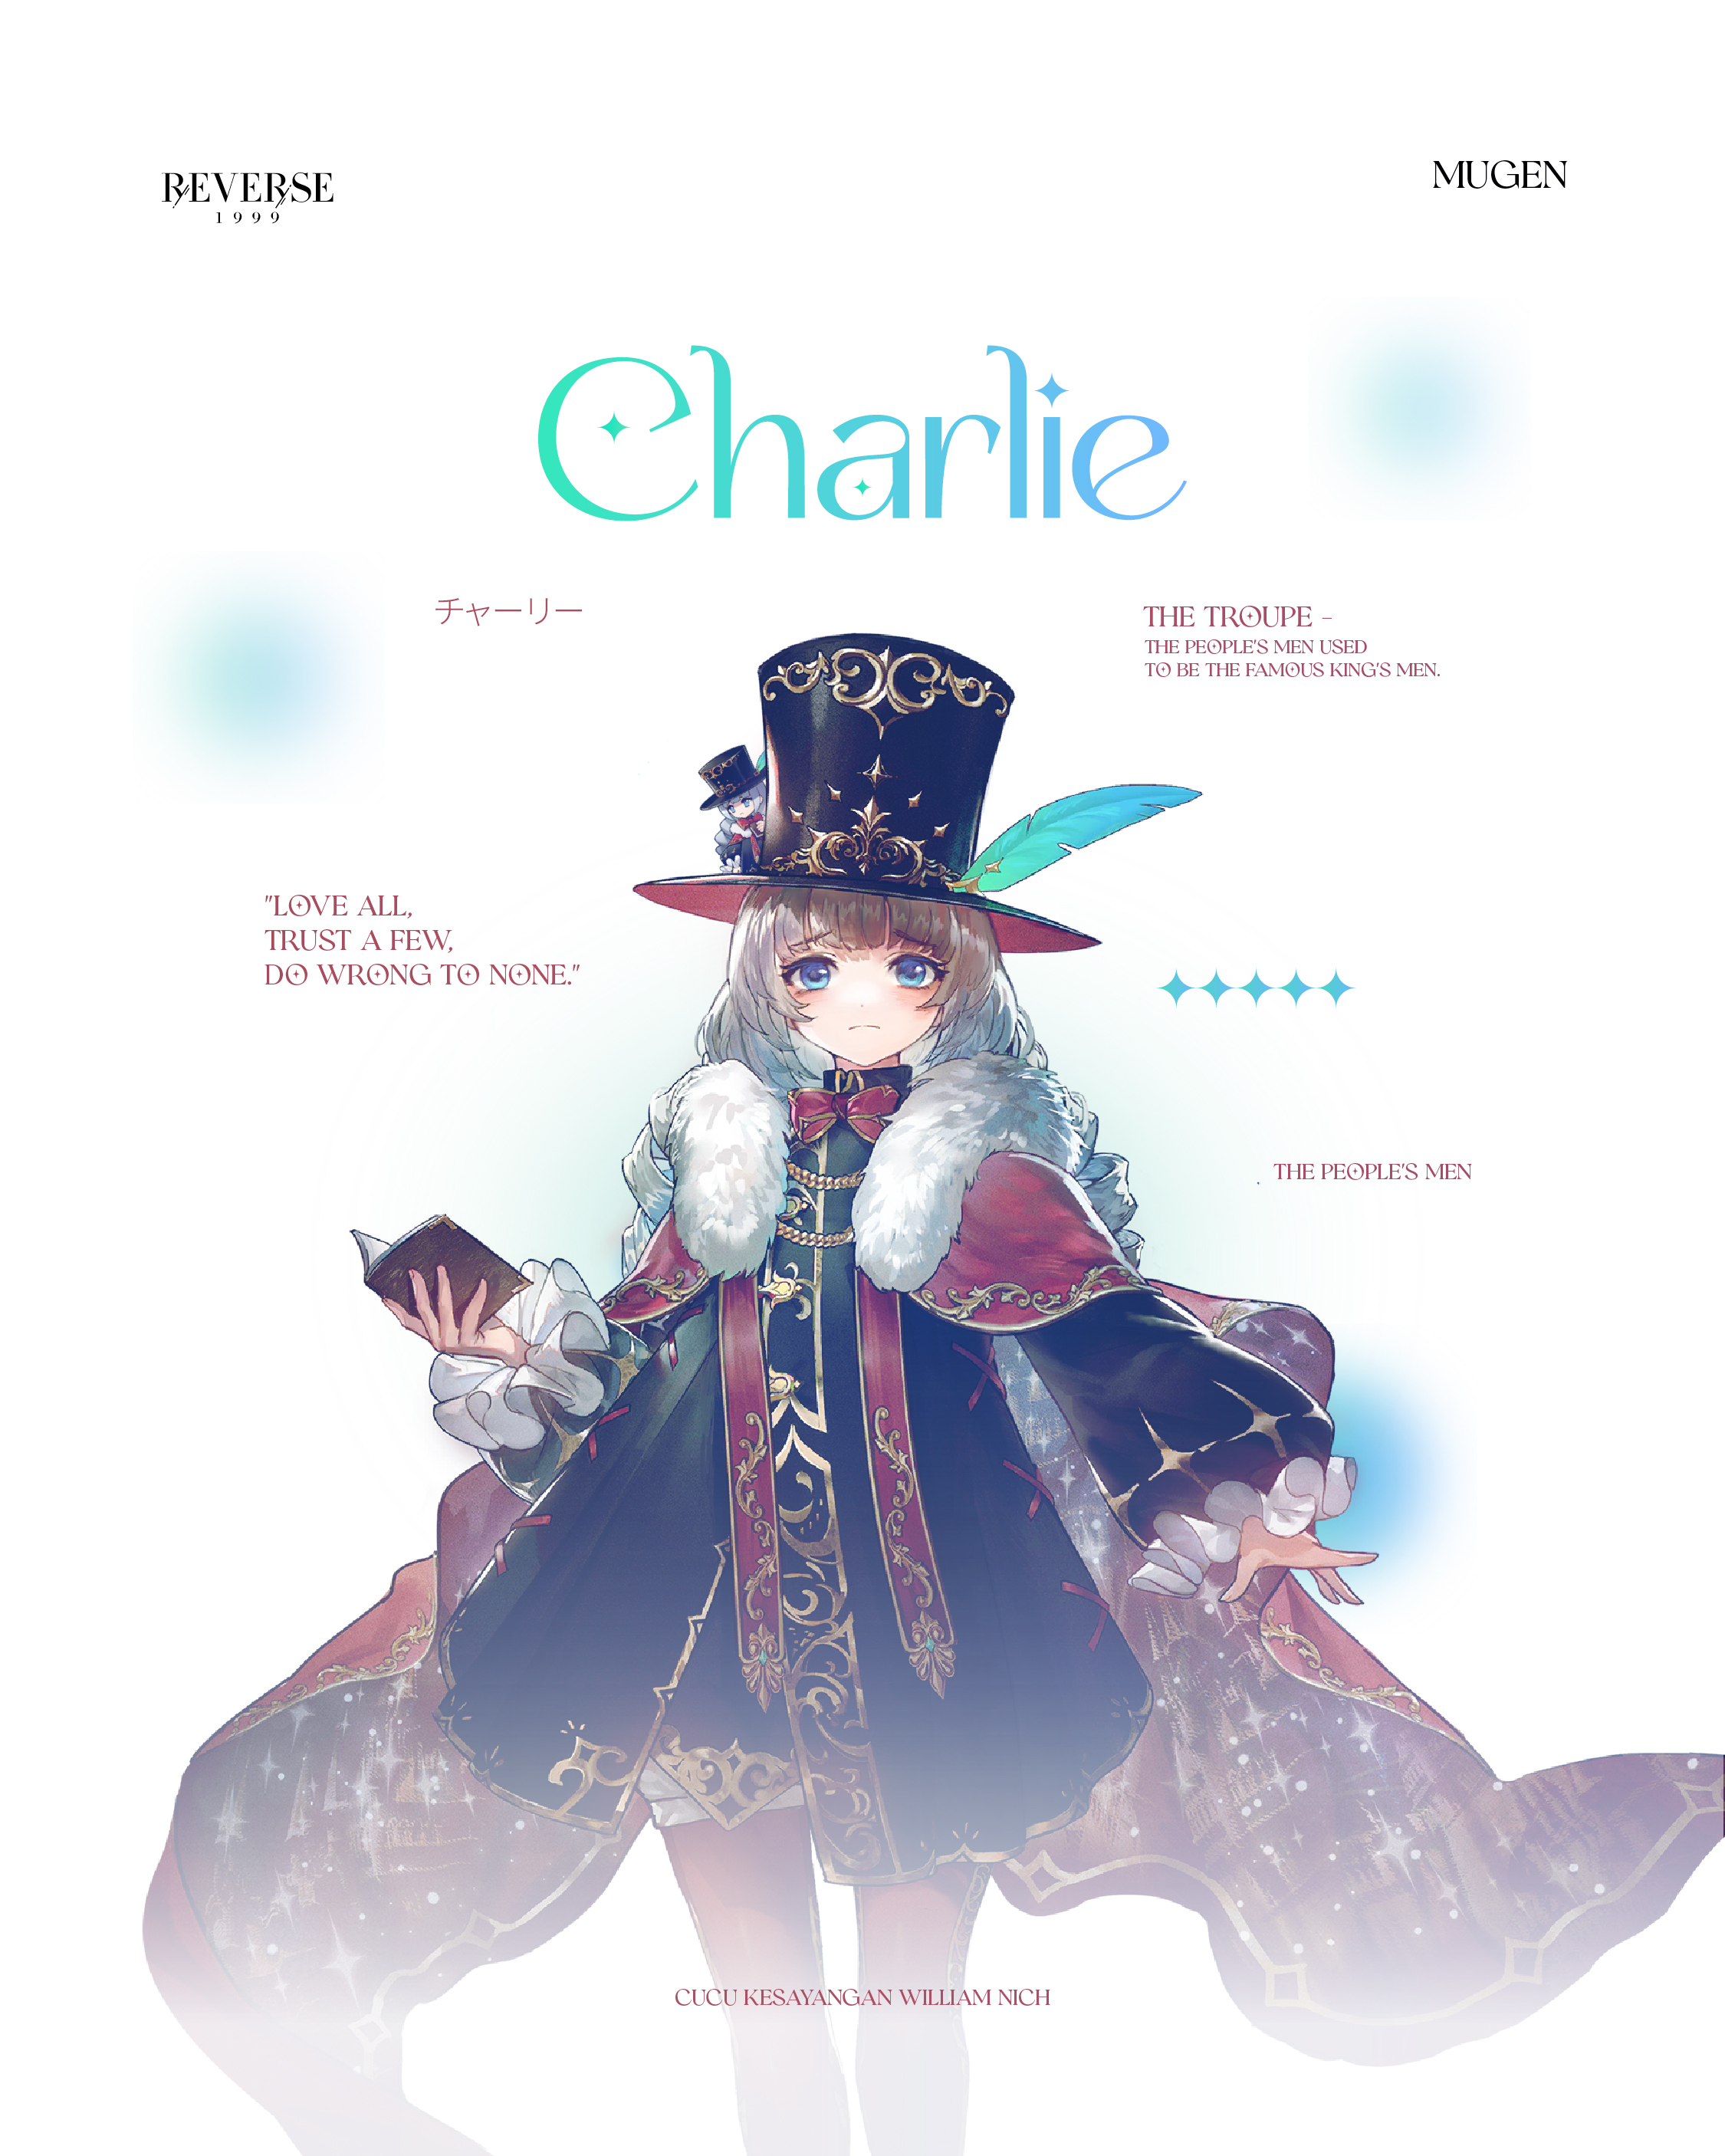 REVERSE
1999
MUGEN
Charlie
チャーリー
THE TROUPE -
THE PEOPLE'S MEN USED
TO BE THE FAMOUS KING'S MEN.
"LOVE ALL,
TRUST A FEW,
DO WRONG TO NONE."
THE PEOPLE'S MEN
CUCU KESAYANGAN WILLIAM NICH